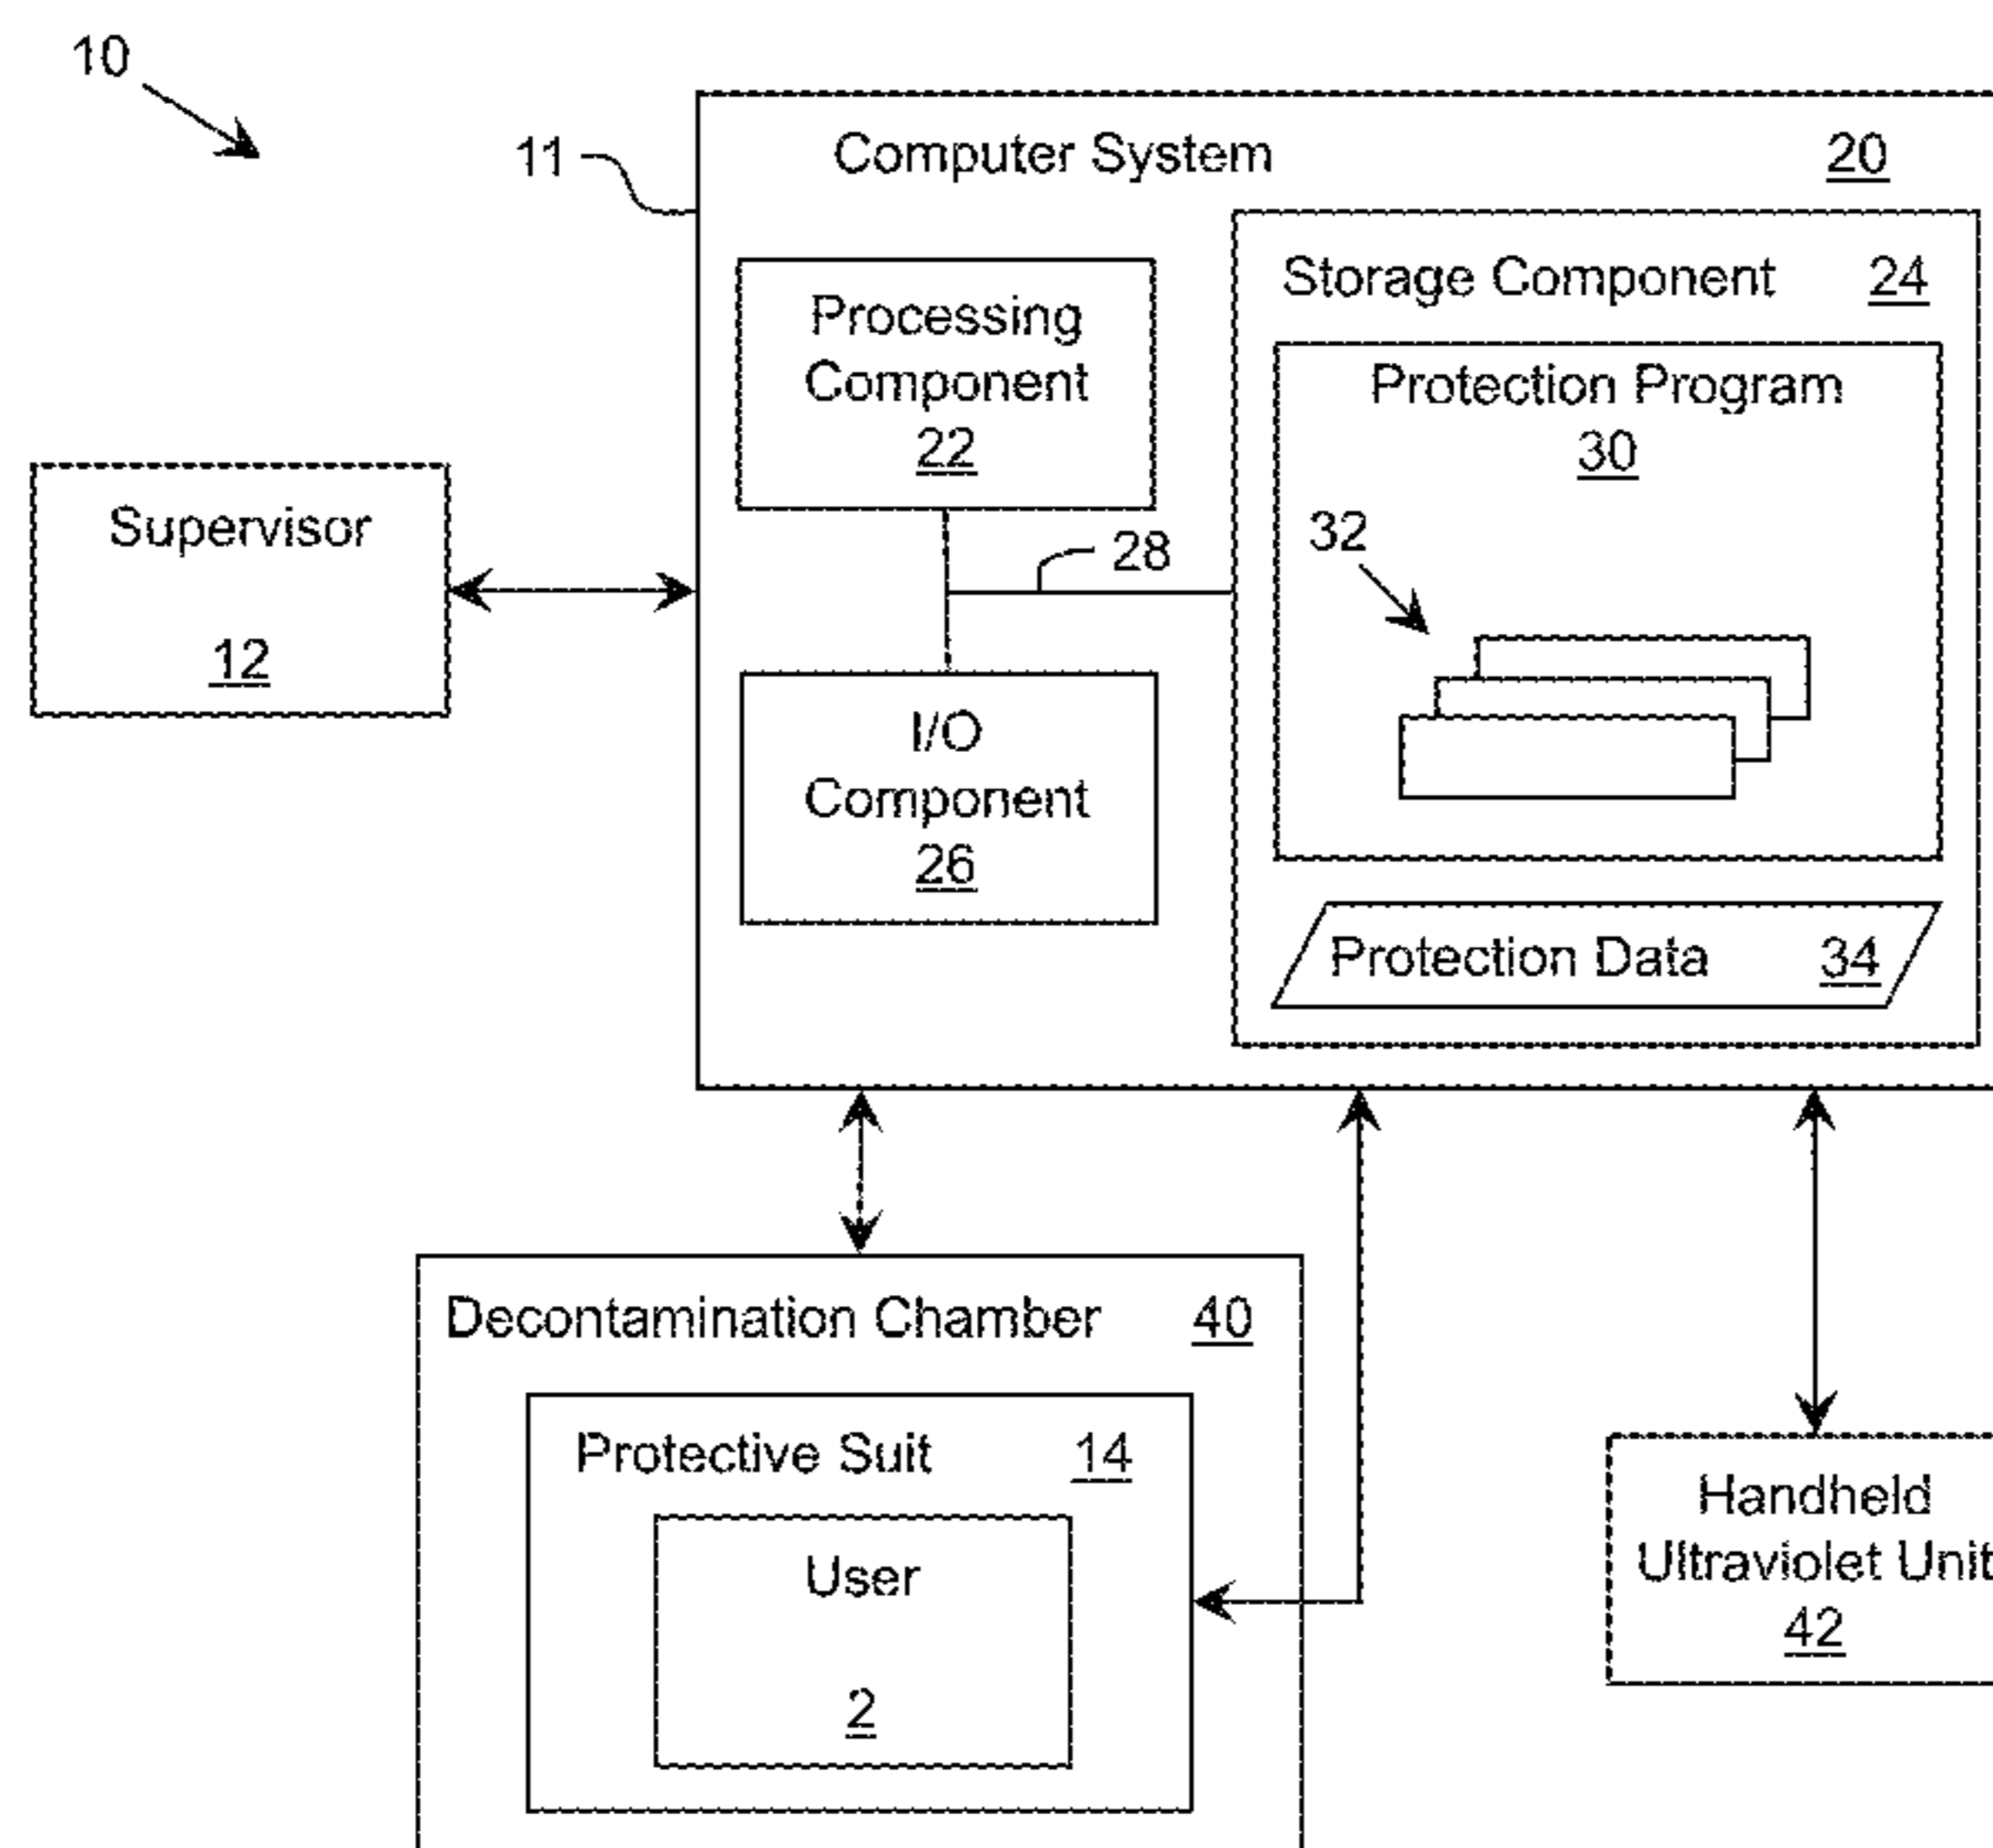 10
11
Computer System 20
Storage Component 24
Processing
Component
22
Protection Program
30
Supervisor
12
28
32
I/O
Component
26
Protection Data 34
Decontamination Chamber 40
Protective Suit 14
User
2
Handheld
Ultraviolet Unit
42